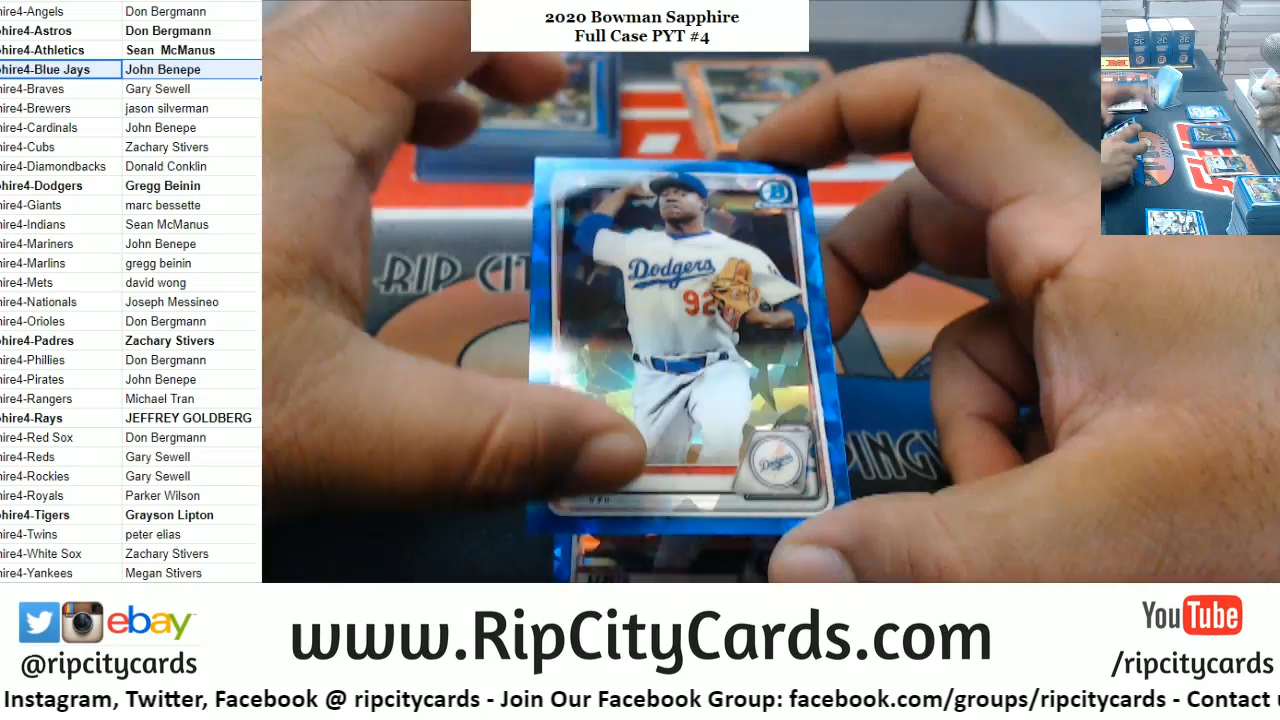 hire4-Angels Don Bergmann
hire4-Astros Don Bergmann
hire4-Athletics Sean McManus
hire4-Blue Jays John Benepe
hire4-Braves Gary Sewell
hire4-Brewers jason silverman
hire4-Cardinals John Benepe
hire4-Cubs Zachary Stivers
hire4-Diamondbacks Donald Conklin
hire4-Dodgers Gregg Beinin
hire4-Giants marc bessette
hire4-Indians Sean McManus
hire4-Mariners John Benepe
hire4-Marlins gregg beinin
hire4-Mets david wong
hire4-Nationals Joseph Messineo
hire4-Orioles Don Bergmann
hire4-Padres Zachary Stivers
hire4-Phillies Don Bergmann
hire4-Pirates John Benepe
hire4-Rangers Michael Tran
hire4-Rays JEFFREY GOLDBERG
hire4-Red Sox Don Bergmann
hire4-Reds Gary Sewell
hire4-Rockies Gary Sewell
hire4-Royals Parker Wilson
hire4-Tigers Grayson Lipton
hire4-Twins peter elias
hire4-White Sox Zachary Stivers
hire4-Yankees Megan Stivers
2020 Bowman Sapphire
Full Case PYT #4
RIP CIT
Dodgers
92
Dodgers
PINGY
ebay
@ripcitycards
www.RipCityCards.com
YouTube
/ripcitycards
Instagram, Twitter, Facebook @ ripcitycards - Join Our Facebook Group: facebook.com/groups/ripcitycards - Contact u